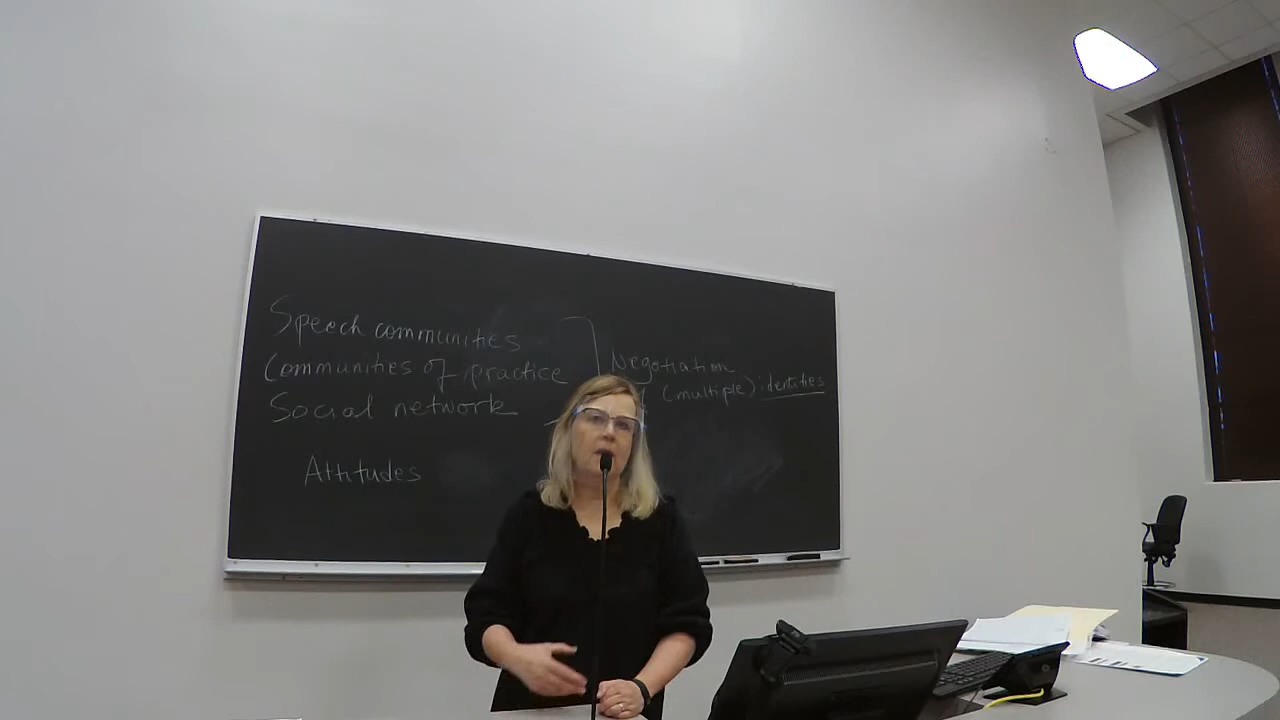 Speech communities
Communities of practice
Social network
Attitudes
Negotiation
(multiple) identities